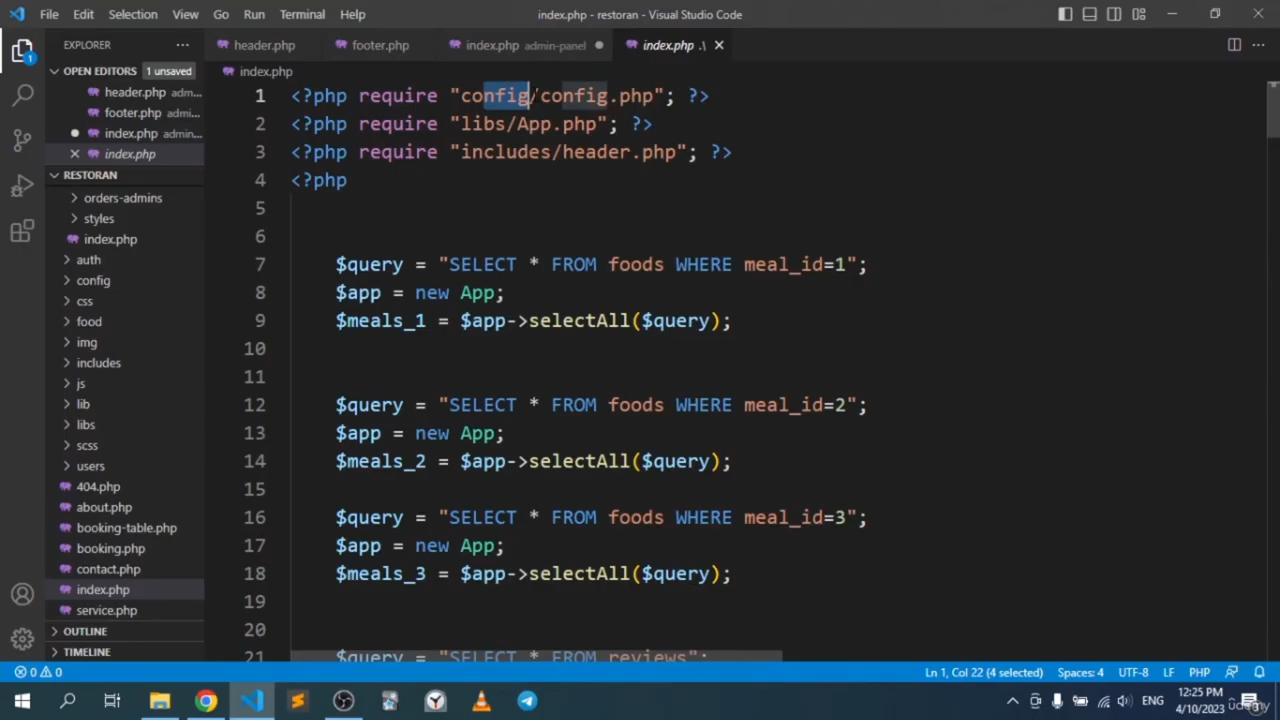 File Edit Selection View Go Run Terminal Help
index.php - restoran - Visual Studio Code
EXPLORER
OPEN EDITORS 1 unsaved
header.php adm...
footer.php adm...
index.php admin...
index.php
RESTORAN
orders-admins
styles
index.php
auth
config
css
food
img
includes
js
lib
libs
scss
users
404.php
about.php
booking-table.php
booking.php
contact.php
index.php
service.php
OUTLINE
TIMELINE
1
header.php footer.php index.php admin-panel index.php .\
index.php
1 <?php require "config/config.php"; ?>
2 <?php require "libs/App.php"; ?>
3 <?php require "includes/header.php"; ?>
4 <?php
5
6
7 $query = "SELECT * FROM foods WHERE meal_id=1";
8 $app = new App;
9 $meals_1 = $app->selectAll($query);
10
11
12 $query = "SELECT * FROM foods WHERE meal_id=2";
13 $app = new App;
14 $meals_2 = $app->selectAll($query);
15
16 $query = "SELECT * FROM foods WHERE meal_id=3";
17 $app = new App;
18 $meals_3 = $app->selectAll($query);
19
20
21 $query = "SELECT * FROM reviews";
0 0 Ln 1, Col 22 (4 selected) Spaces: 4 UTF-8 LF PHP
ENG 12:25 PM
4/10/2023
Udemy